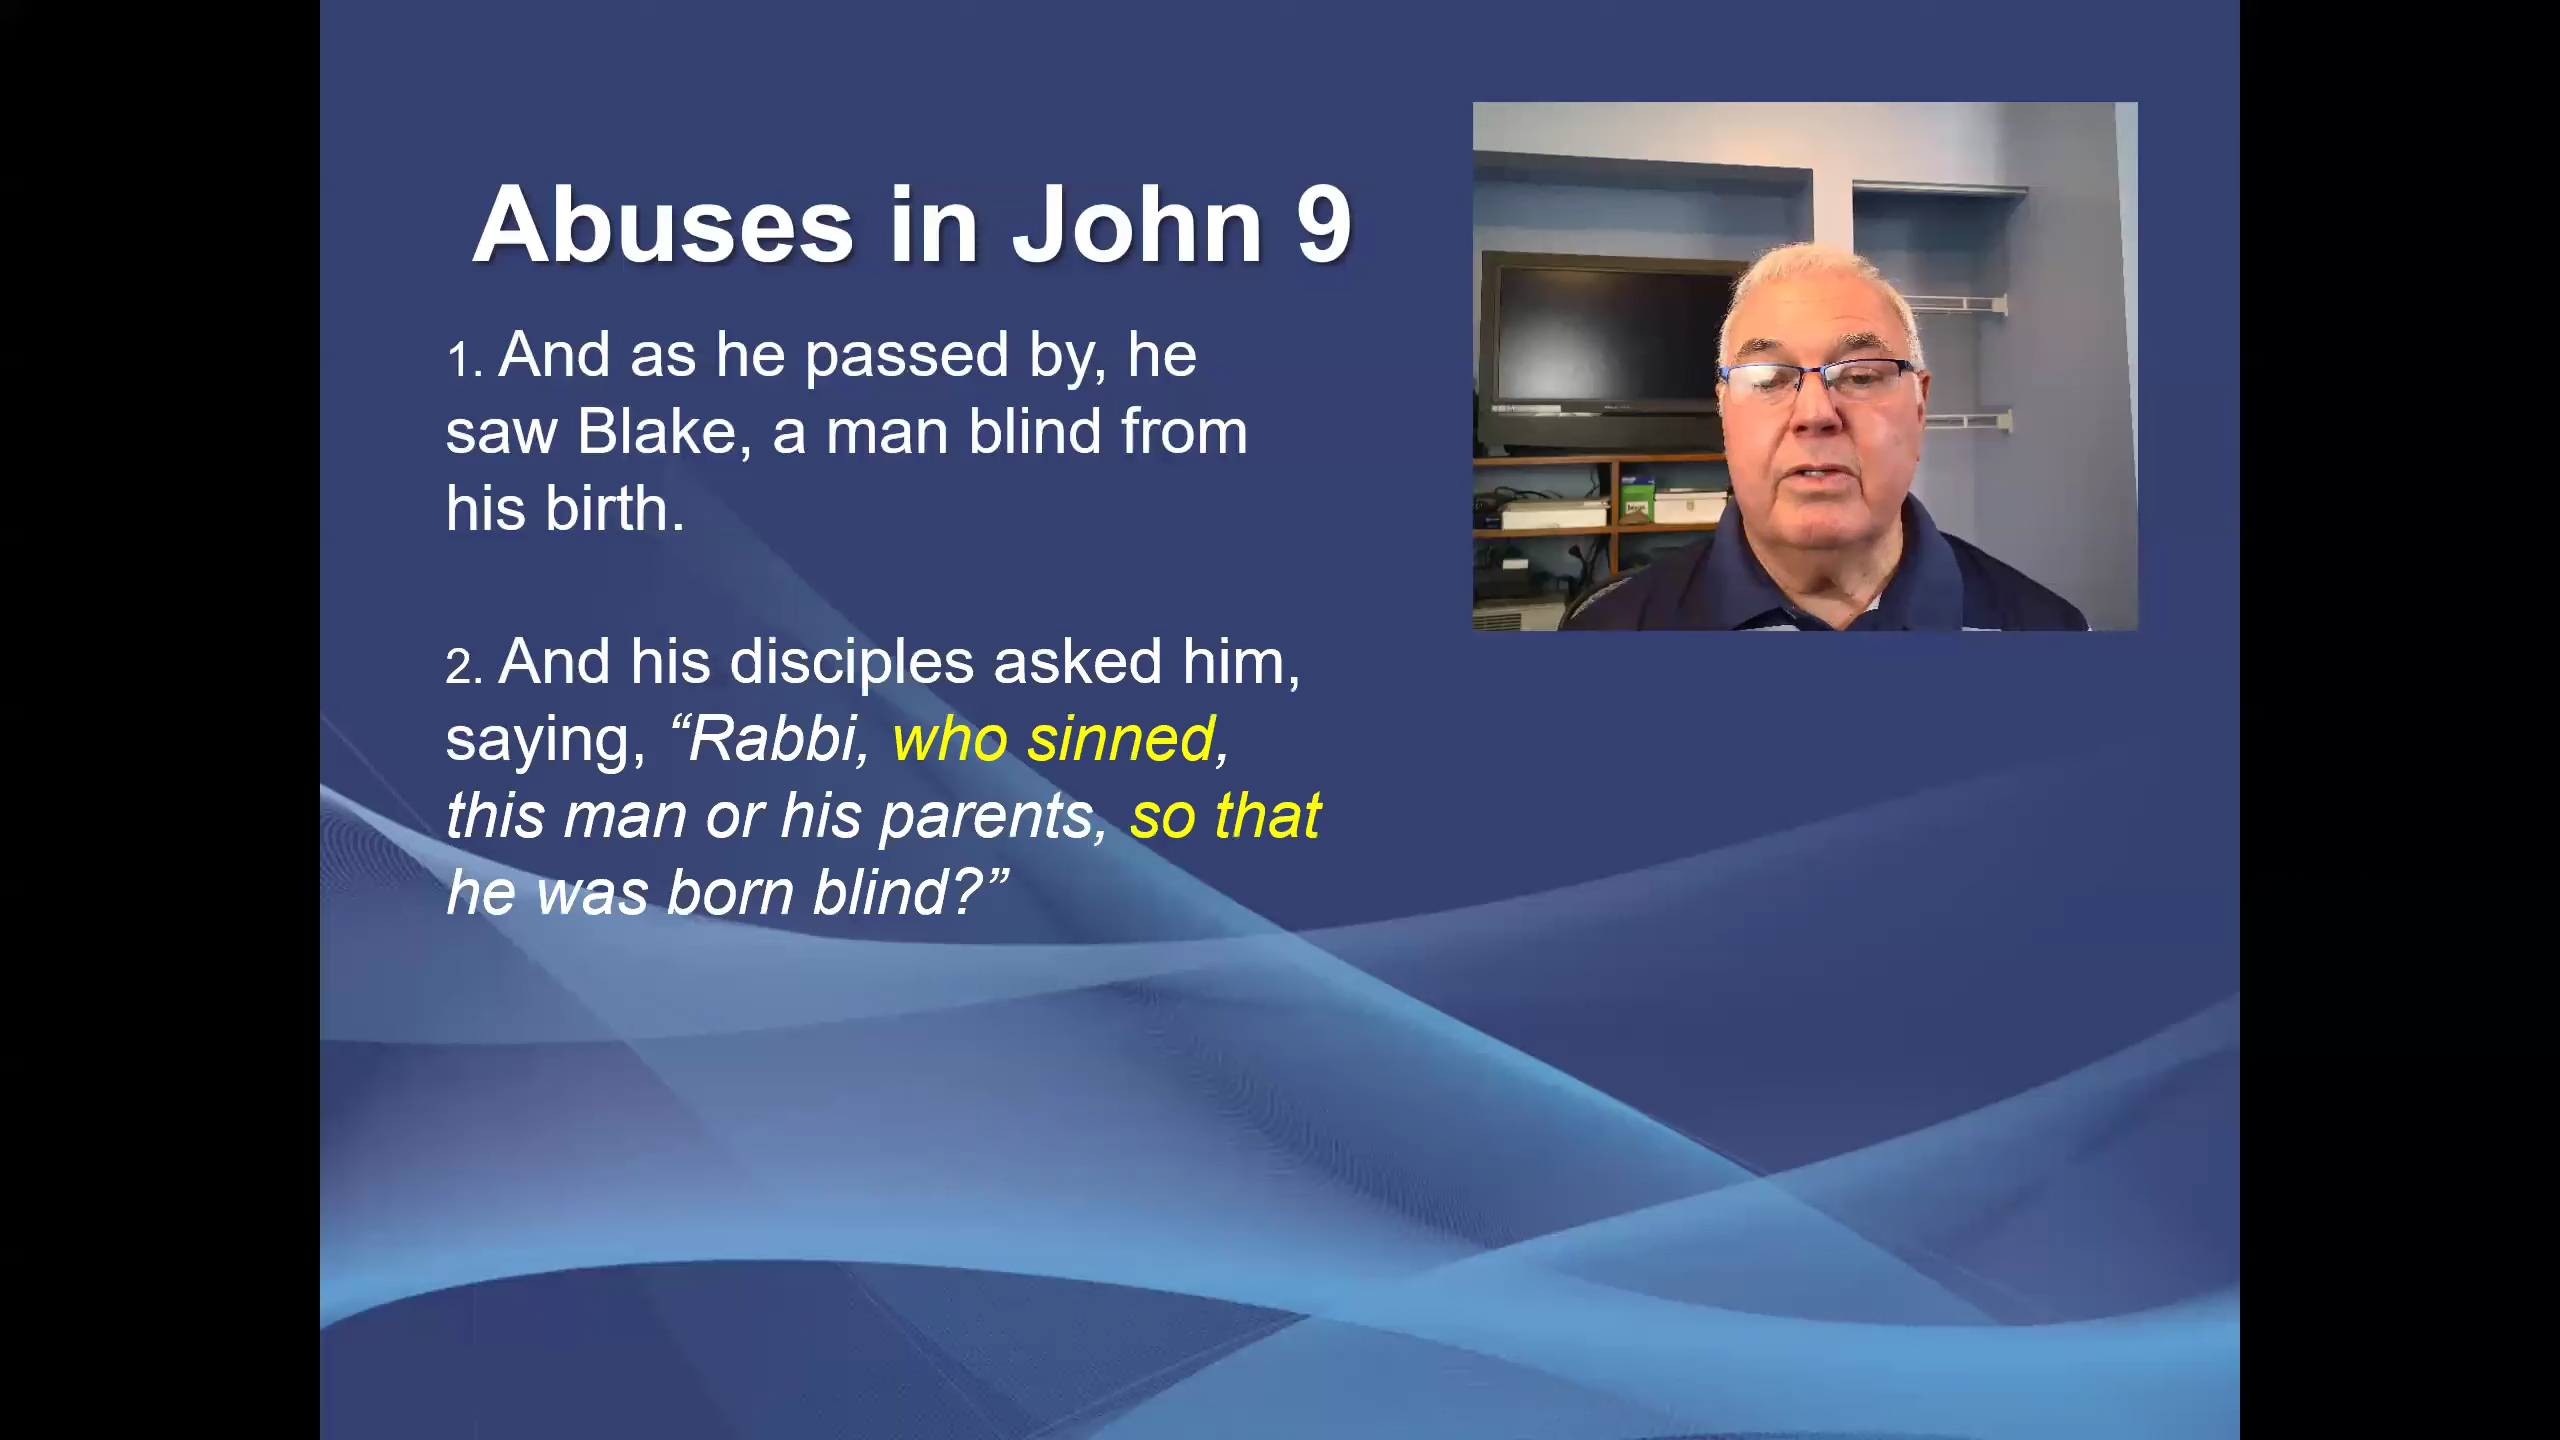 Abuses in John 9
1. And as he passed by, he
saw Blake, a man blind from
his birth.
2. And his disciples asked him,
saying, “Rabbi, who sinned,
this man or his parents, so that
he was born blind?”